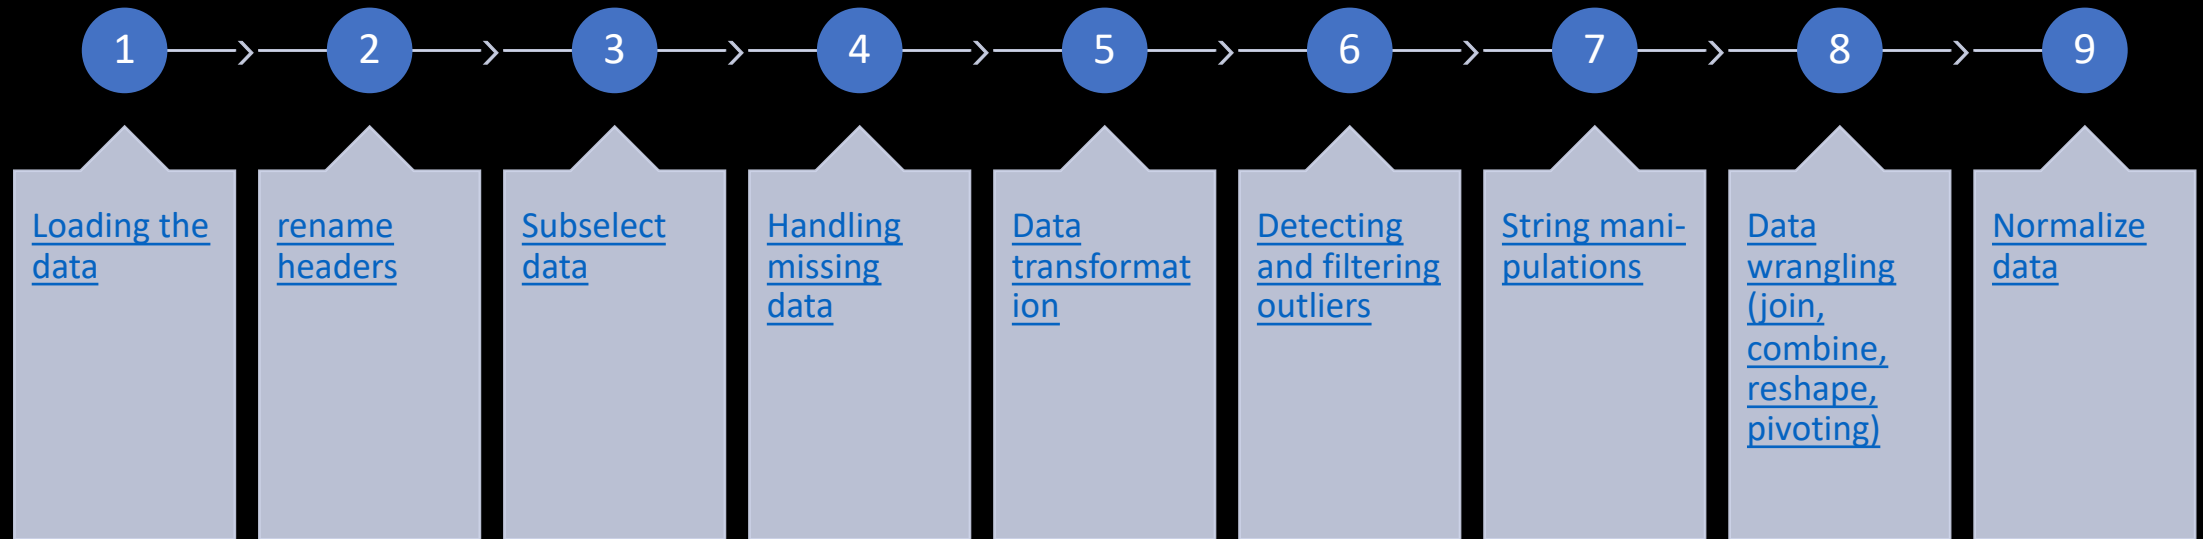 1
2
3
4
5
6
7
8
9
Loading the
data
rename
headers
Subselect
data
Handling
missing
data
Data
transformat
ion
Detecting
and filtering
outliers
String mani-
pulations
Data
wrangling
(join,
combine,
reshape,
pivoting)
Normalize
data